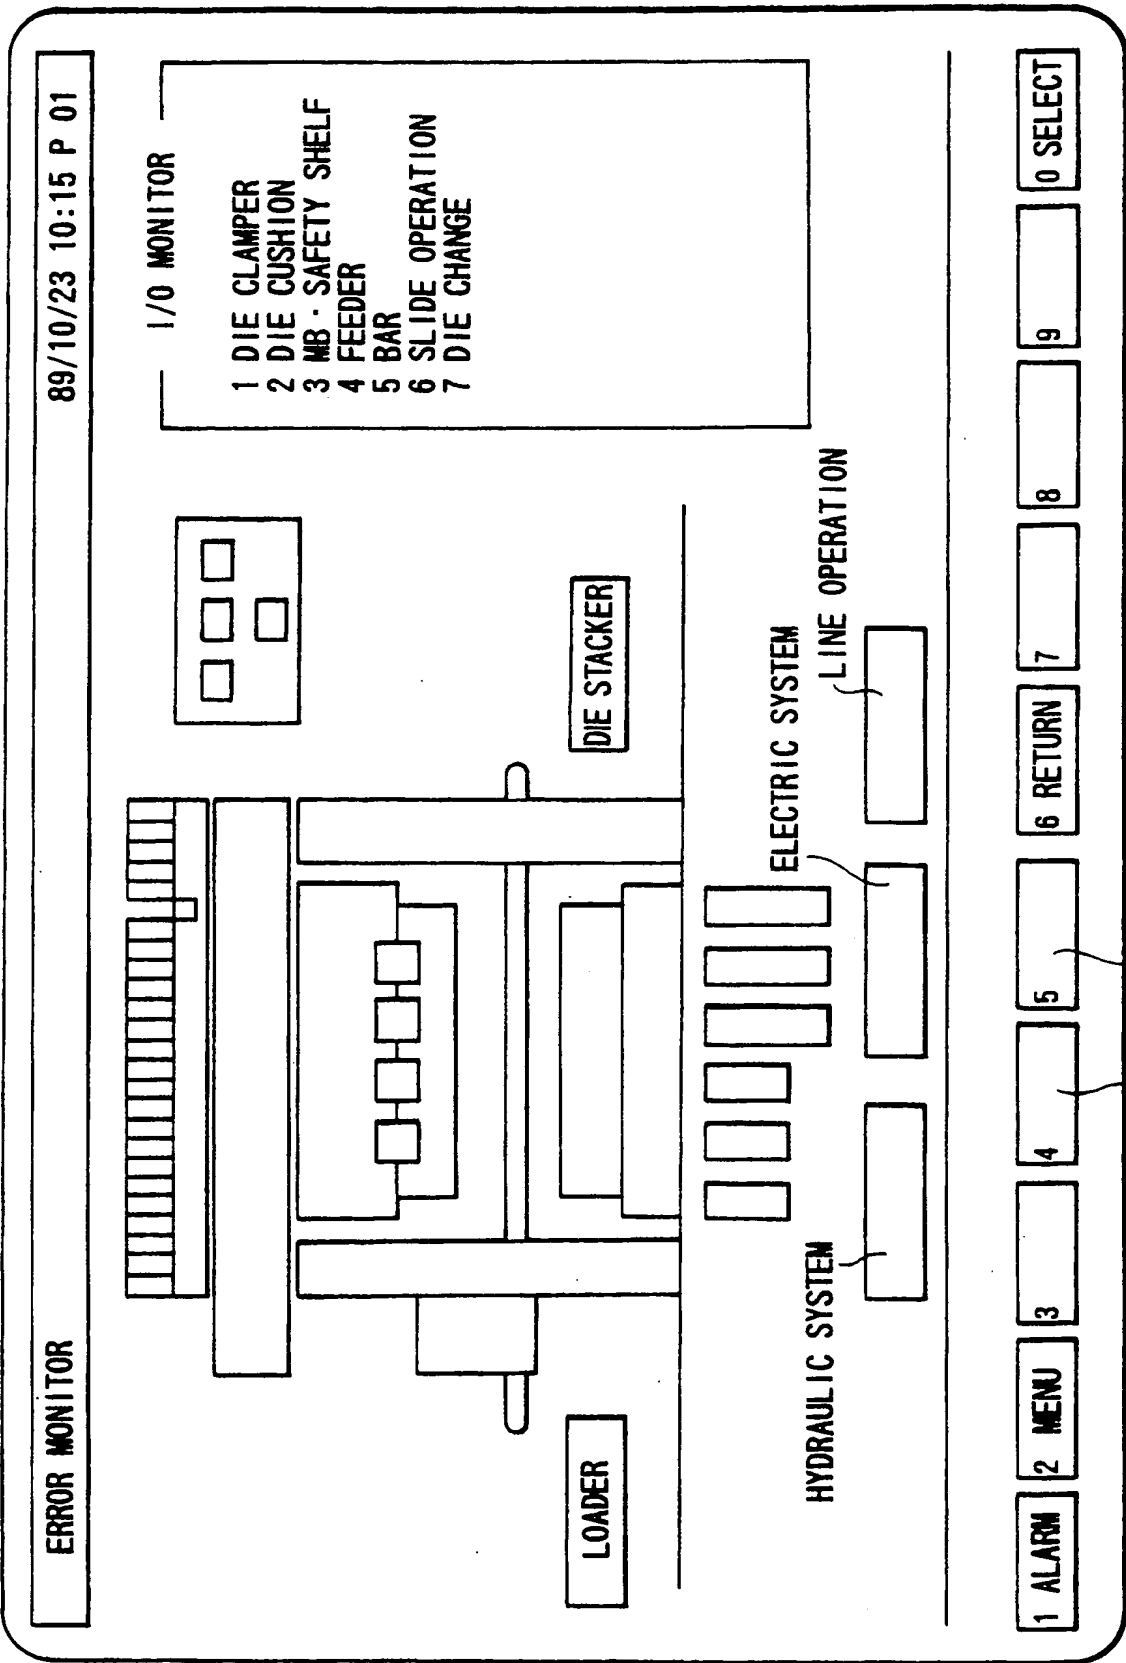 ERROR MONITOR
89/10/23 10:15 P 01
I/O MONITOR
1 DIE CLAMPER
2 DIE CUSHION
3 MB・SAFETY SHELF
4 FEEDER
5 BAR
6 SLIDE OPERATION
7 DIE CHANGE
LOADER
DIE STACKER
HYDRAULIC SYSTEM
ELECTRIC SYSTEM
LINE OPERATION
1 ALARM
2 MENU
3
4
5
6 RETURN
7
8
9
0 SELECT